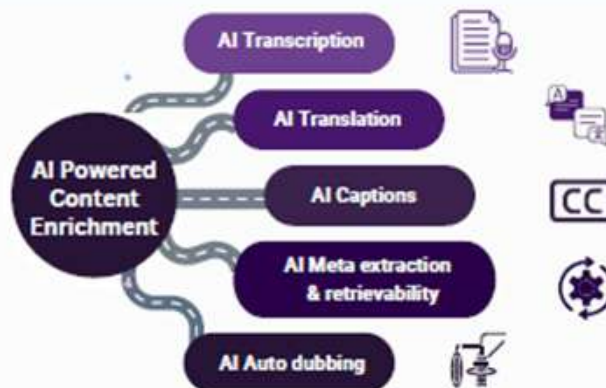 AI Transcription
AI Translation
AI Powered
Content
Enrichment
AI Captions
CC
AI Meta extraction
& retrievability
AI Auto dubbing